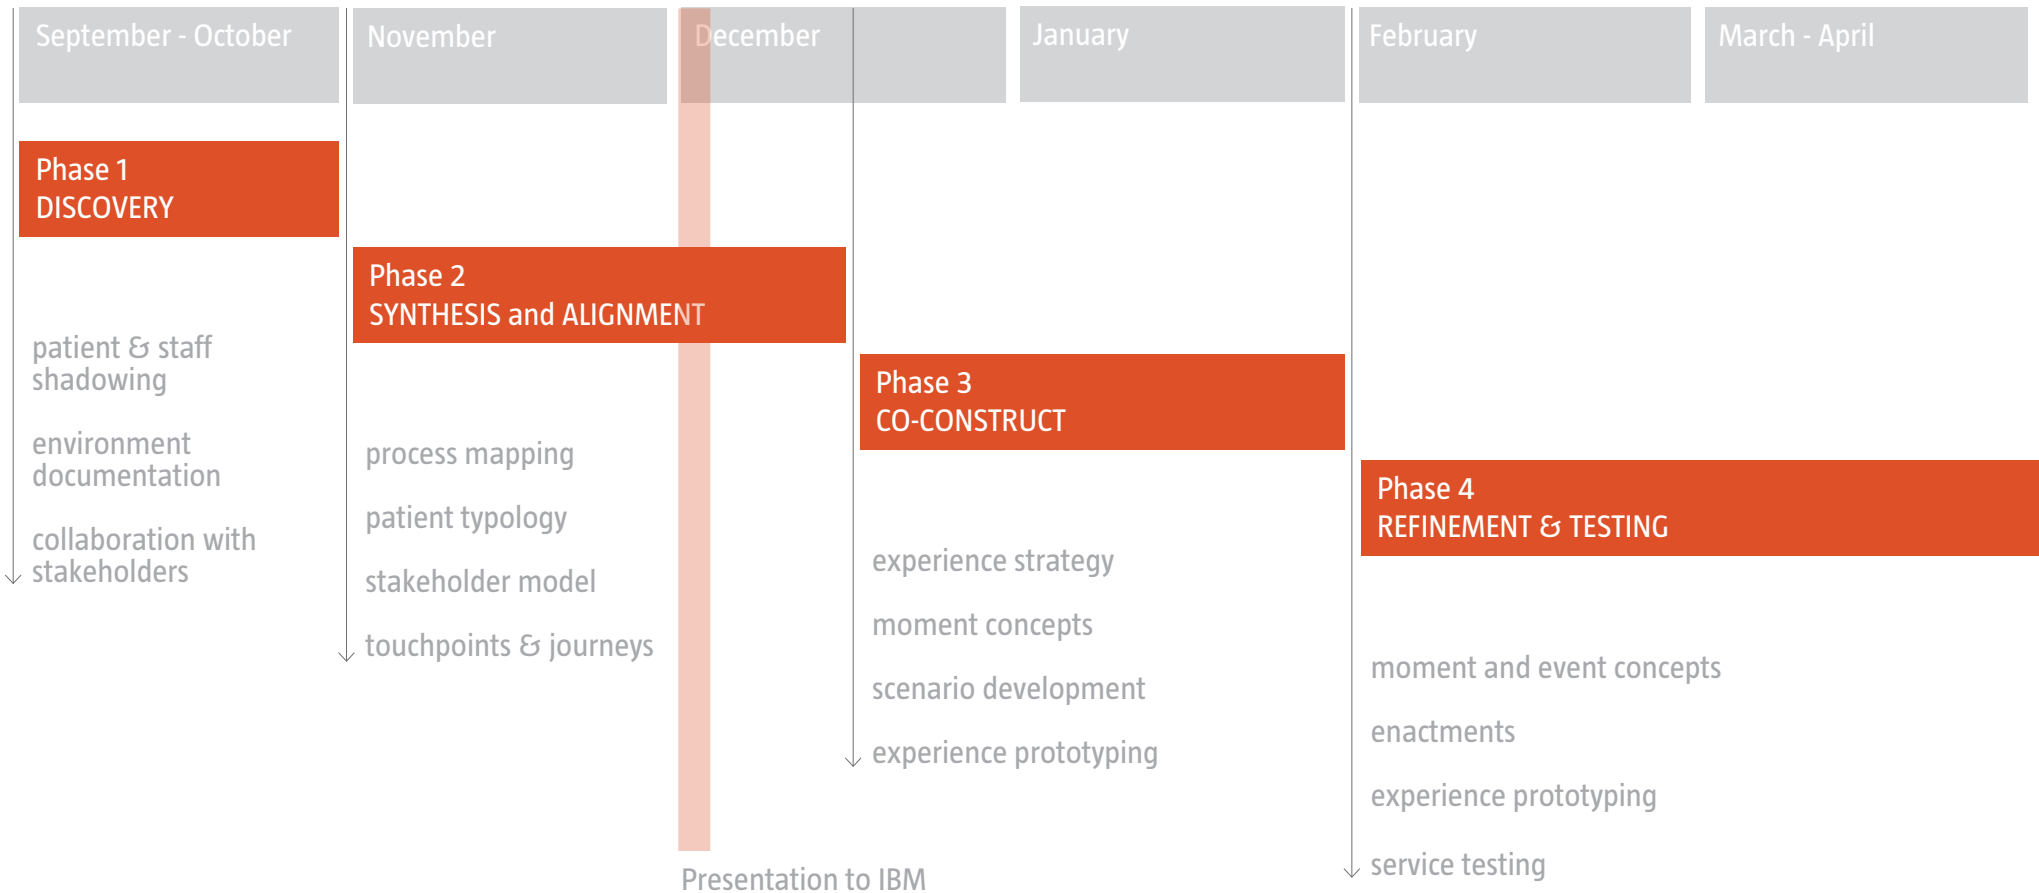 September - October
November
December
January
February
March - April
Phase 1
DISCOVERY
patient & staff
shadowing
environment
documentation
collaboration with
stakeholders
Phase 2
SYNTHESIS and ALIGNMENT
process mapping
patient typology
stakeholder model
touchpoints & journeys
Phase 3
CO-CONSTRUCT
experience strategy
moment concepts
scenario development
experience prototyping
Phase 4
REFINEMENT & TESTING
moment and event concepts
enactments
experience prototyping
service testing
Presentation to IBM